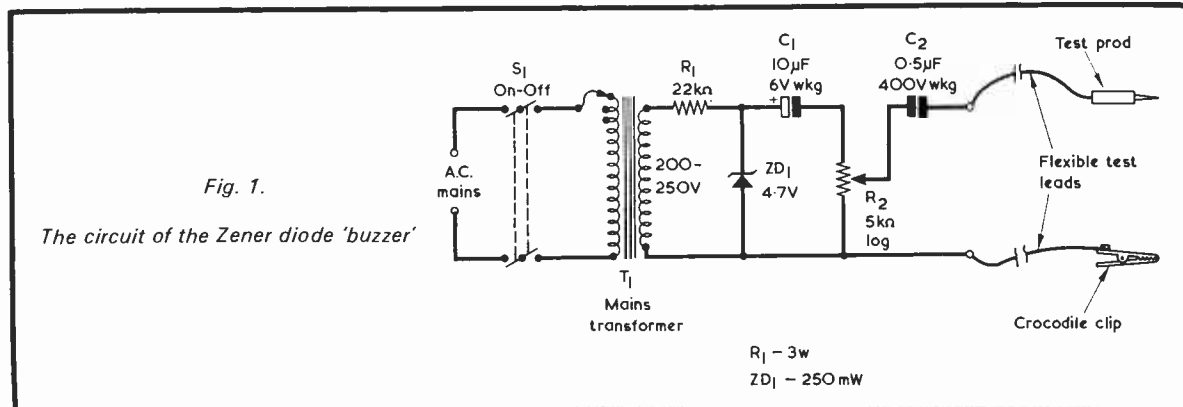 Fig. 1.
The circuit of the Zener diode 'buzzer'
S1
On-Off
A.C.
mains
T1
Mains
transformer
200-
250V
R1
22kΩ
ZD1
4·7V
C1
10µF
6V wkg
+
R2
5kΩ
log
C2
0·5µF
400V wkg
Test prod
Flexible test
leads
Crocodile clip
R1 – 3w
ZD1 – 250mW